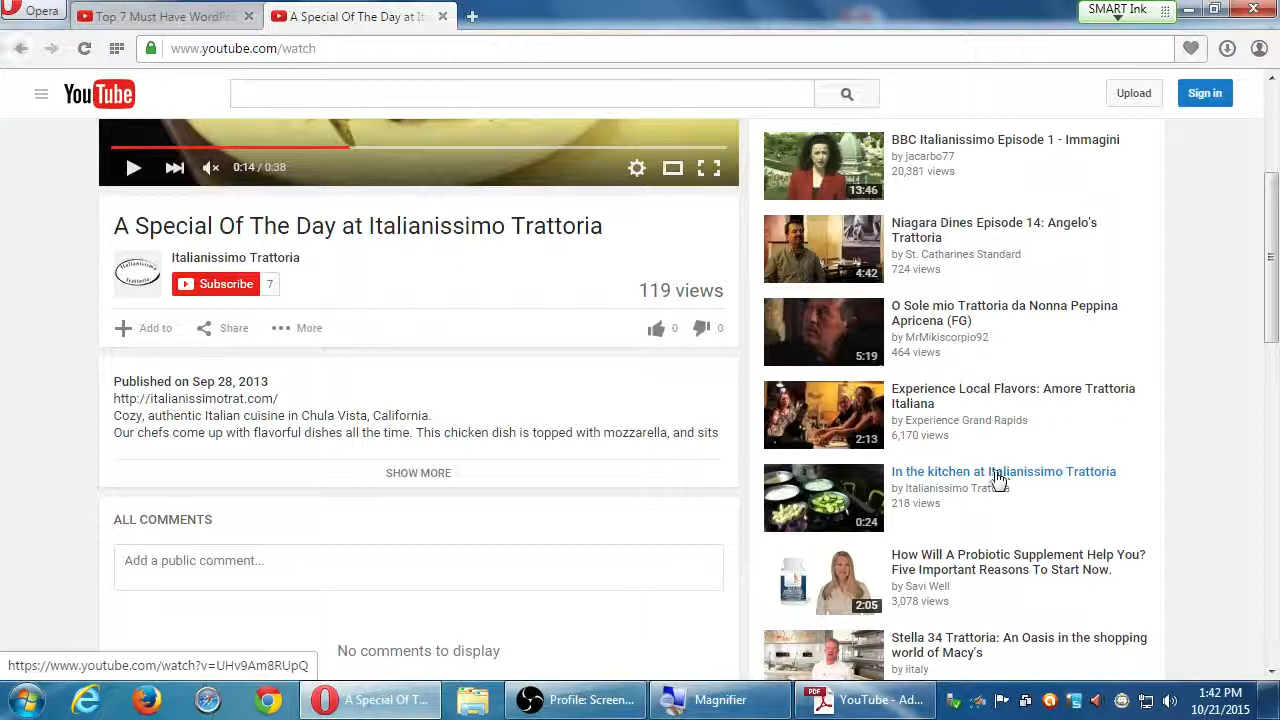 Opera
Top 7 Must Have WordPr
A Special Of The Day at It
SMART Ink
www.youtube.com/watch
YouTube
Upload
Sign in
0:14 / 0:38
A Special Of The Day at Italianissimo Trattoria
Italianissimo Trattoria
Subscribe
7
119 views
Add to
Share
More
0
0
Published on Sep 28, 2013
http://italianissimotrat.com/
Cozy, authentic Italian cuisine in Chula Vista, California.
Our chefs come up with flavorful dishes all the time. This chicken dish is topped with mozzarella, and sits
SHOW MORE
ALL COMMENTS
Add a public comment...
No comments to display
13:46
BBC Italianissimo Episode 1 - Immagini
by jacarbo77
20,381 views
4:42
Niagara Dines Episode 14: Angelo's
Trattoria
by St. Catharines Standard
724 views
5:19
O Sole mio Trattoria da Nonna Peppina
Apricena (FG)
by MrMikiscorpio92
464 views
2:13
Experience Local Flavors: Amore Trattoria
Italiana
by Experience Grand Rapids
6,170 views
0:24
In the kitchen at Italianissimo Trattoria
by Italianissimo Trattoria
218 views
2:05
How Will A Probiotic Supplement Help You?
Five Important Reasons To Start Now.
by Savi Well
3,078 views
Stella 34 Trattoria: An Oasis in the shopping
world of Macy's
by iitaly
https://www.youtube.com/watch?v=UHv9Am8RUpQ
A Special Of T...
Profile: Screen...
Magnifier
PDF
YouTube - Ad...
1:42 PM
10/21/2015